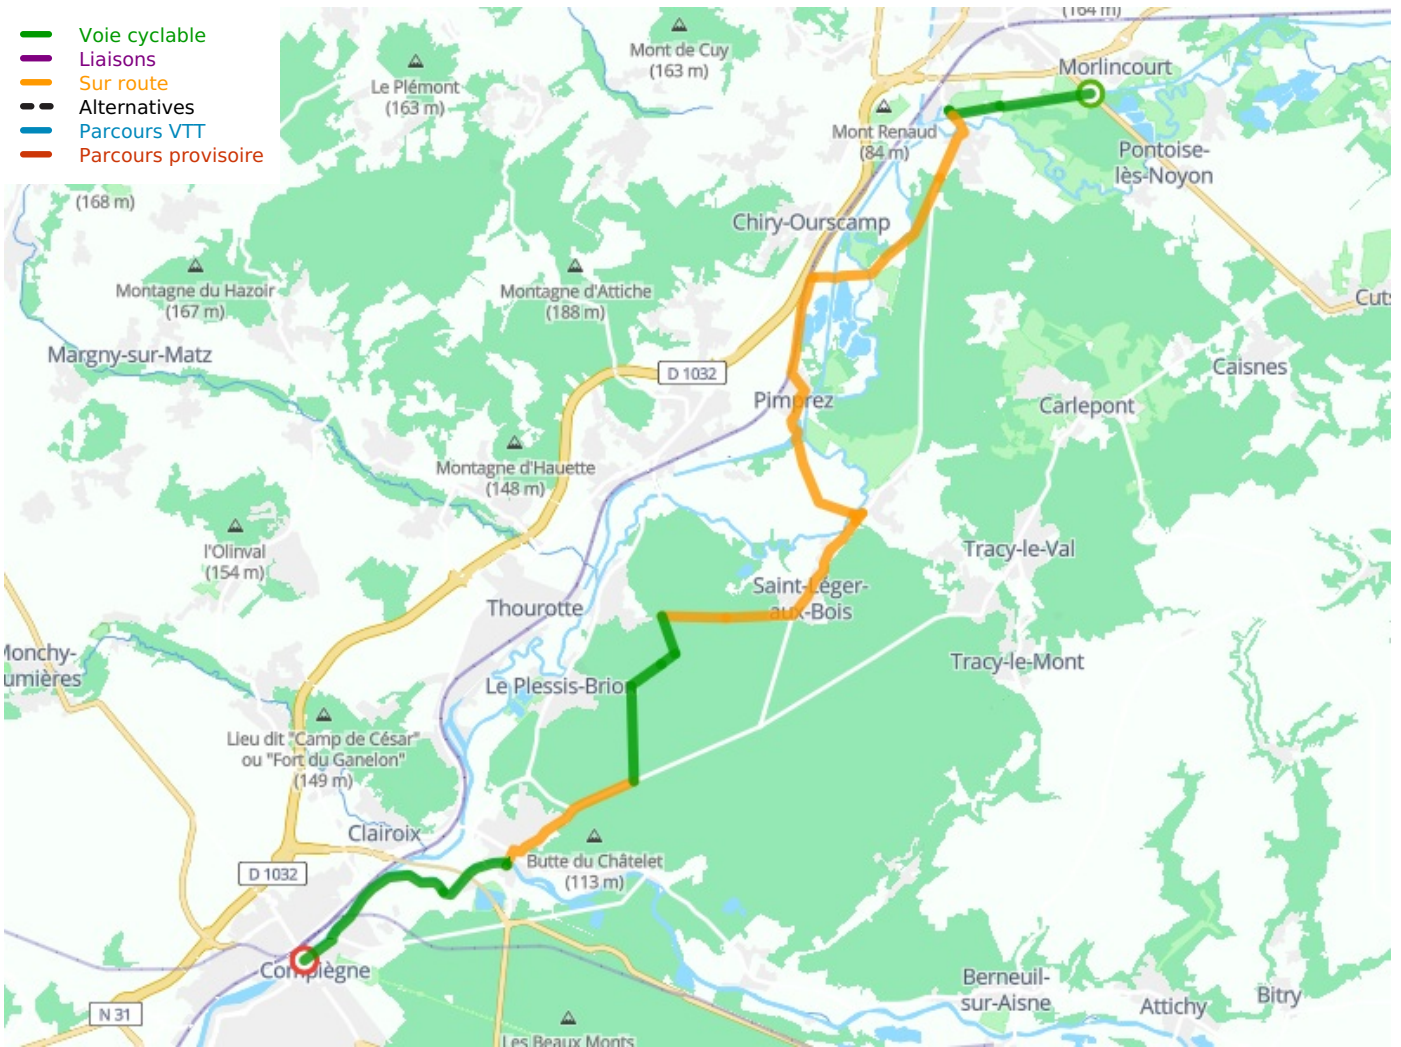 Voie cyclable
Liaisons
Sur route
Alternatives
Parcours VTT
Parcours provisoire
(164 m)
Mont de Cuy
(163 m)
Le Plémont
(163 m)
Morlincourt
Mont Renaud
(84 m)
Pontoise-
lès-Noyon
(168 m)
Chiry-Ourscamp
Montagne du Hazoir
(167 m)
Montagne d'Attiche
(188 m)
Cuts
Margny-sur-Matz
D 1032
Caisnes
Pimprez
Carlepont
Montagne d'Hauette
(148 m)
l'Olinval
(154 m)
Tracy-le-Val
Saint-Léger-
aux-Bois
Thourotte
Monchy-
umières
Tracy-le-Mont
Le Plessis-Brion
Lieu dit "Camp de César"
ou "Fort du Ganelon"
(149 m)
Clairoix
Butte du Châtelet
(113 m)
D 1032
Compiègne
Berneuil-
sur-Aisne
Attichy
Bitry
N 31
Les Beaux Monts